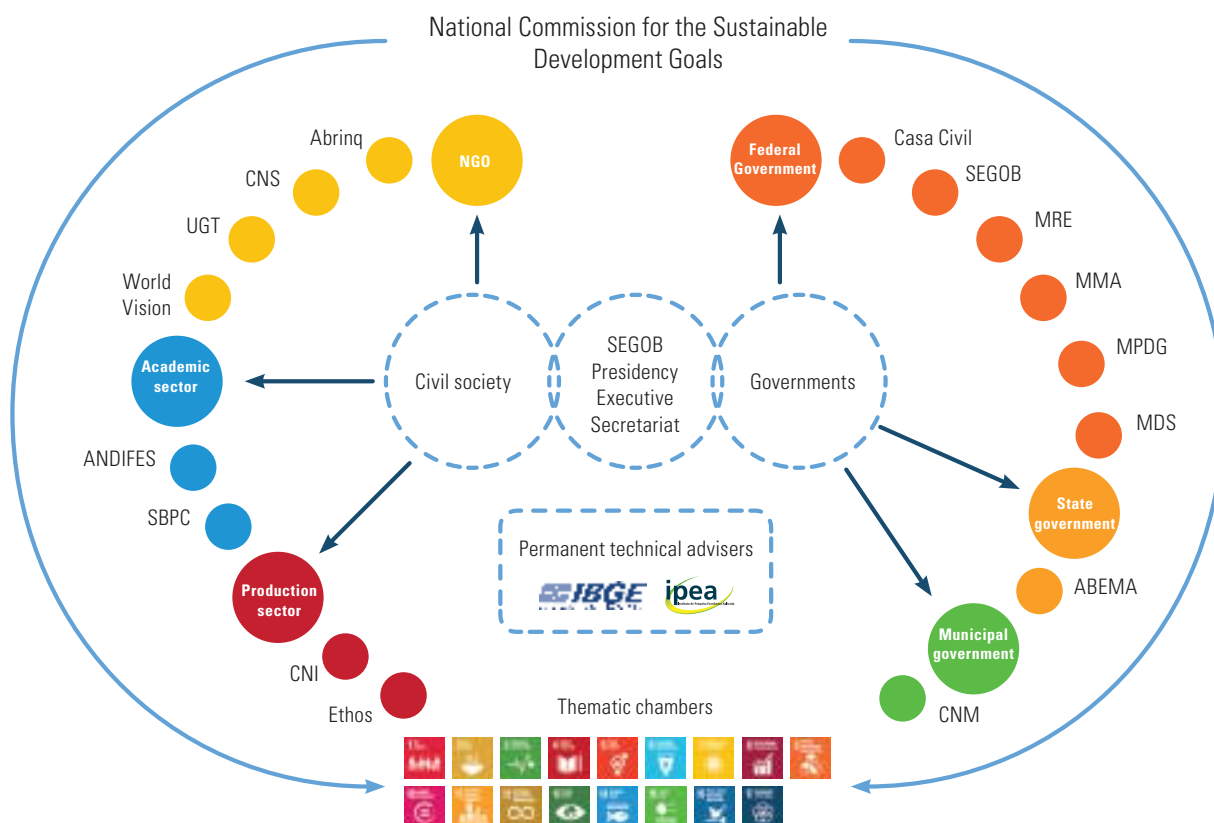 National Commission for the Sustainable
Development Goals
Abrinq
NGO
CNS
UGT
World
Vision
Academic
sector
ANDIFES
SBPC
Production
sector
CNI
Ethos
Civil society
SEGOB
Presidency
Executive
Secretariat
Governments
Federal
Government
Casa Civil
SEGOB
MRE
MMA
MPDG
MDS
State
government
ABEMA
Municipal
government
CNM
Permanent technical advisers
IBGE
ipea
Thematic chambers